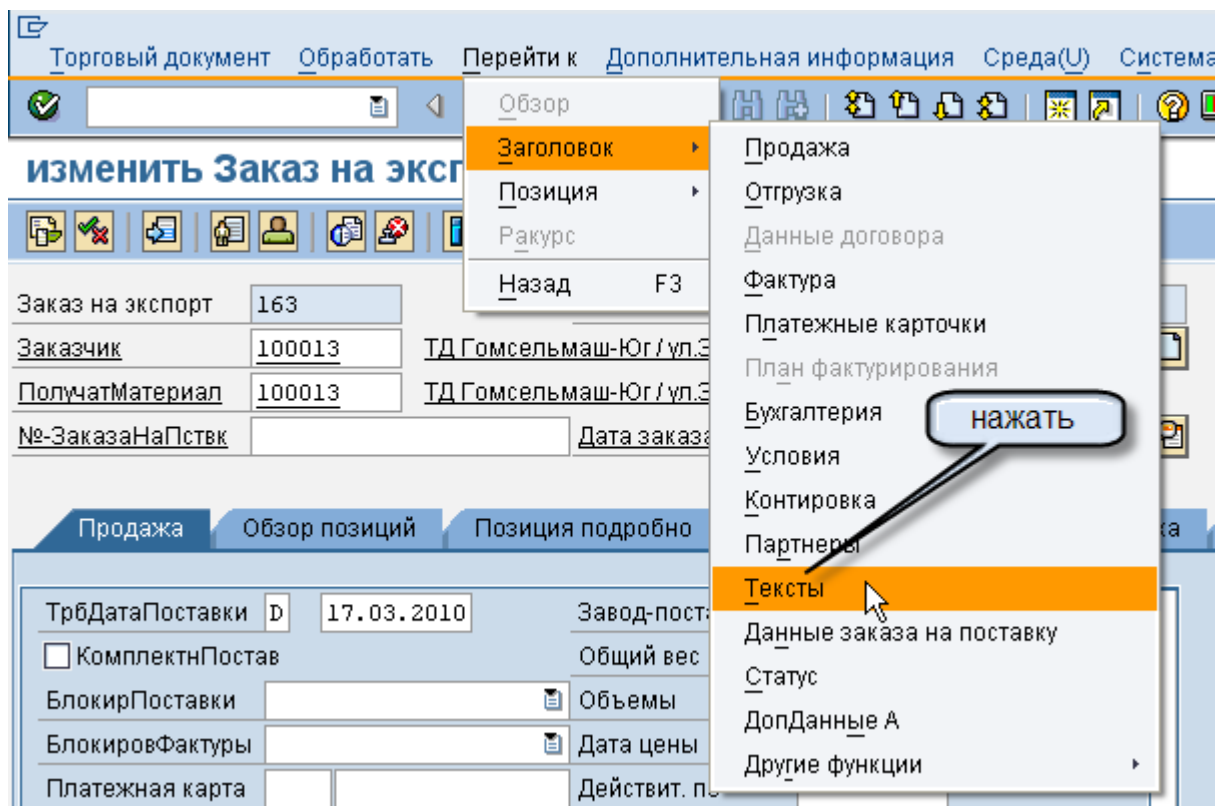 Торговый документ Обработать Перейти к Дополнительная информация Среда(U) Система
Обзор
Заголовок
Позиция
Ракурс
Назад F3
изменить Заказ на эксп
Продажа
Отгрузка
Данные договора
Фактура
Платежные карточки
План фактурирования
Бухгалтерия
Условия
Контировка
Партнеры
Тексты
Данные заказа на поставку
Статус
ДопДанные А
Другие функции
нажать
Заказ на экспорт 163
Заказчик 100013 ТД Гомсельмаш-Юг / ул.
ПолучатМатериал 100013 ТД Гомсельмаш-Юг / ул.
№-ЗаказаНаПствк Дата заказа
Продажа Обзор позиций Позиция подробно ка
ТрбДатаПоставки D 17.03.2010 Завод-пост
КомплектнПостав Общий вес
БлокирПоставки Объемы
БлокировФактуры Дата цены
Платежная карта Действит. по